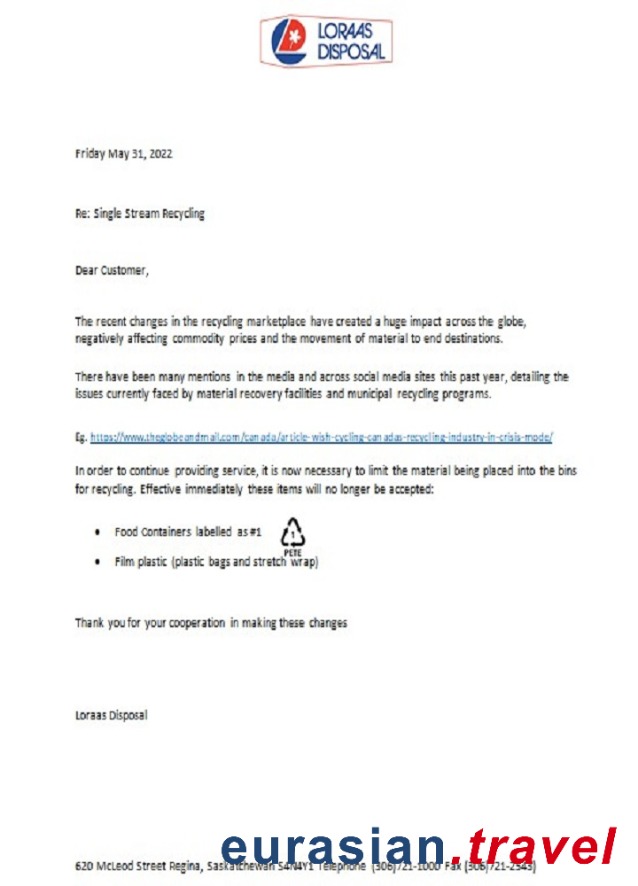 LORAAS
DISPOSAL
Friday May 31, 2022
Re: Single Stream Recycling
Dear Customer,
The recent changes in the recycling marketplace have created a huge impact across the globe,
negatively affecting commodity prices and the movement of material to end destinations.
There have been many mentions in the media and across social media sites this past year, detailing the
issues currently faced by material recovery facilities and municipal recycling programs.
Eg. https://www.theglobeandmail.com/canada/article-wish-cycling-canadas-recycling-industry-in-crisis-mode/
In order to continue providing service, it is now necessary to limit the material being placed into the bins
for recycling. Effective immediately these items will no longer be accepted:
• Food Containers labelled as #1
1
PETE
• Film plastic (plastic bags and stretch wrap)
Thank you for your cooperation in making these changes
Loraas Disposal
eurasian.travel
620 McLeod Street Regina, Saskatchewan S4N4Y1 Telephone (306)721-1000 Fax (306)721-2343)